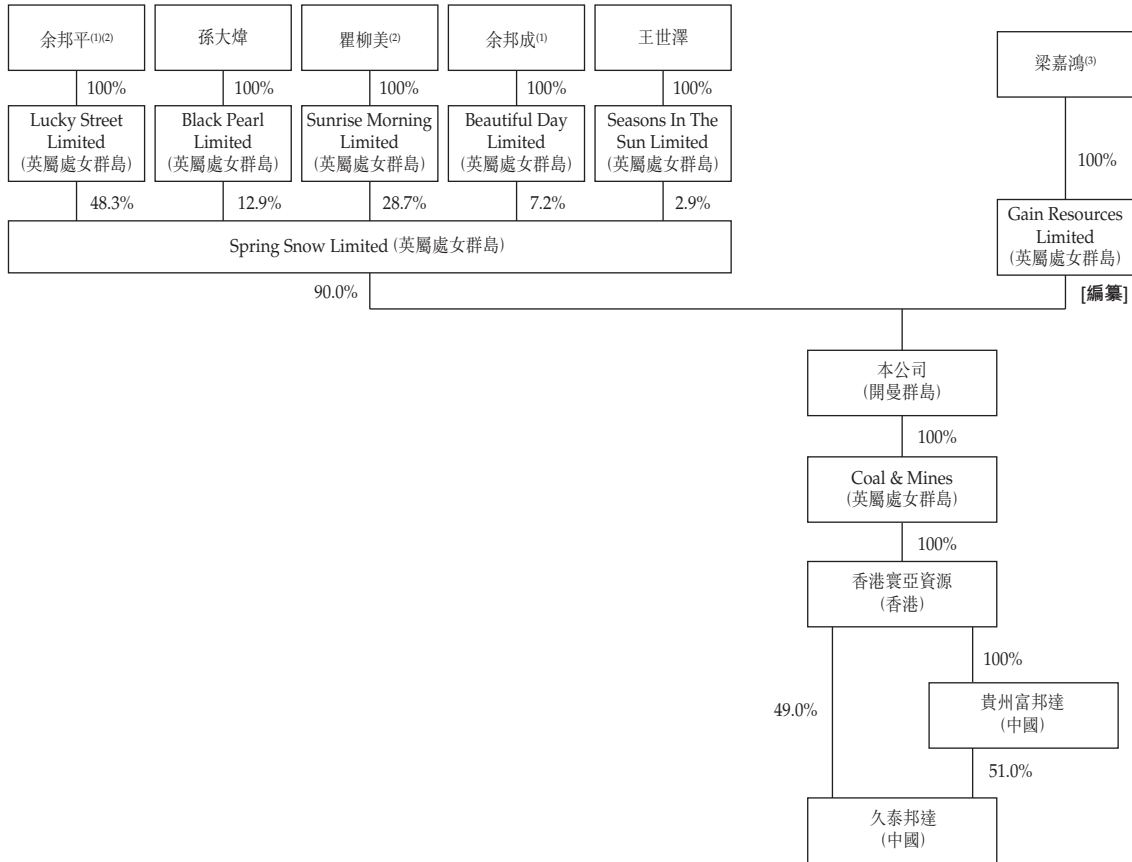 余邦平(1)(2)
孫大煒
瞿柳美(2)
余邦成(1)
王世澤
梁嘉鴻(3)
100%
100%
100%
100%
100%
100%
Lucky Street
Limited
(英屬處女群島)
Black Pearl
Limited
(英屬處女群島)
Sunrise Morning
Limited
(英屬處女群島)
Beautiful Day
Limited
(英屬處女群島)
Seasons In The
Sun Limited
(英屬處女群島)
Gain Resources
Limited
(英屬處女群島)
48.3%
12.9%
28.7%
7.2%
2.9%
Spring Snow Limited (英屬處女群島)
90.0%
[編纂]
本公司
(開曼群島)
100%
Coal & Mines
(英屬處女群島)
100%
香港寰亞資源
(香港)
100%
49.0%
貴州富邦達
(中國)
51.0%
久泰邦達
(中國)